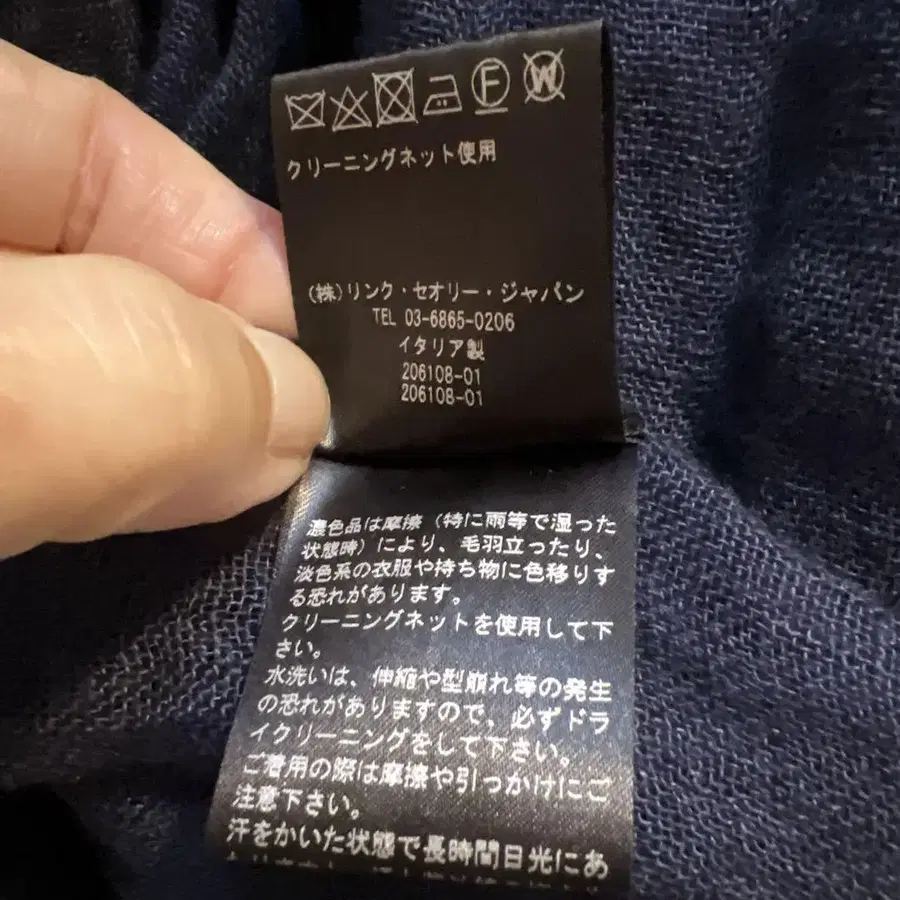 F W
クリーニングネット使用
(株)リンク・セオリー・ジャパン
TEL 03-6865-0206
イタリア製
206108-01
206108-01
濃色品は摩擦(特に雨等で湿った
状態時)により、毛羽立ったり、
淡色系の衣服や持ち物に色移りす
る恐れがあります。
クリーニングネットを使用して下
さい。
水洗いは、伸縮や型崩れ等の発生
の恐れがありますので、必ずドラ
イクリーニングをして下さい。
ご着用の際は摩擦や引っかけにご
注意下さい。
汗をかいた状態で長時間日光にあ